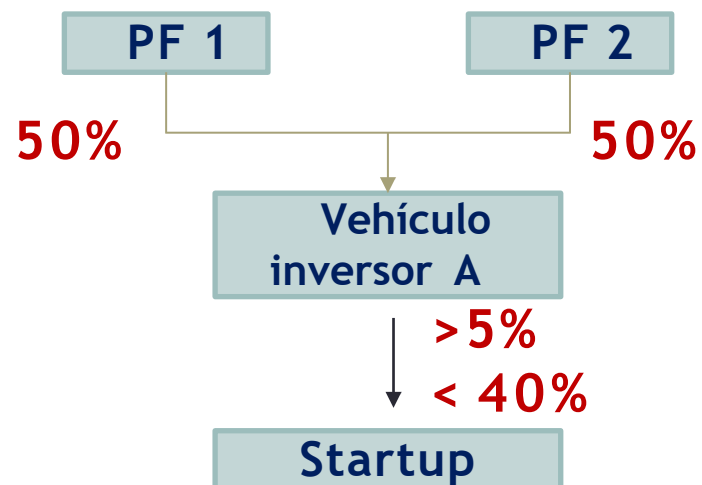 PF 1
PF 2
50%
50%
Vehículo
inversor A
>5%
< 40%
Startup